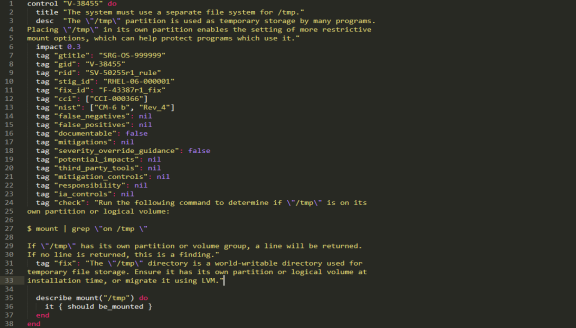 1 control "V-38455" do
2 title "The system must use a separate file system for /tmp."
3 desc "The \"/tmp\" partition is used as temporary storage by many programs.
4 Placing \"/tmp\" in its own partition enables the setting of more restrictive
5 mount options, which can help protect programs which use it."
6 impact 0.3
7 tag "gtitle": "SRG-OS-999999"
8 tag "gid": "V-38455"
9 tag "rid": "SV-50255r1_rule"
10 tag "stig_id": "RHEL-06-000001"
11 tag "fix_id": "F-43387r1_fix"
12 tag "cci": ["CCI-000366"]
13 tag "nist": ["CM-6 b", "Rev_4"]
14 tag "false_negatives": nil
15 tag "false_positives": nil
16 tag "documentable": false
17 tag "mitigations": nil
18 tag "severity_override_guidance": false
19 tag "potential_impacts": nil
20 tag "third_party_tools": nil
21 tag "mitigation_controls": nil
22 tag "responsibility": nil
23 tag "ia_controls": nil
24 tag "check": "Run the following command to determine if \"/tmp\" is on its
25 own partition or logical volume:
26
27 $ mount | grep \"on /tmp \"
28
29 If \"/tmp\" has its own partition or volume group, a line will be returned.
30 If no line is returned, this is a finding."
31 tag "fix": "The \"/tmp\" directory is a world-writable directory used for
32 temporary file storage. Ensure it has its own partition or logical volume at
33 installation time, or migrate it using LVM."
34
35 describe mount("/tmp") do
36 it { should be_mounted }
37 end
38 end